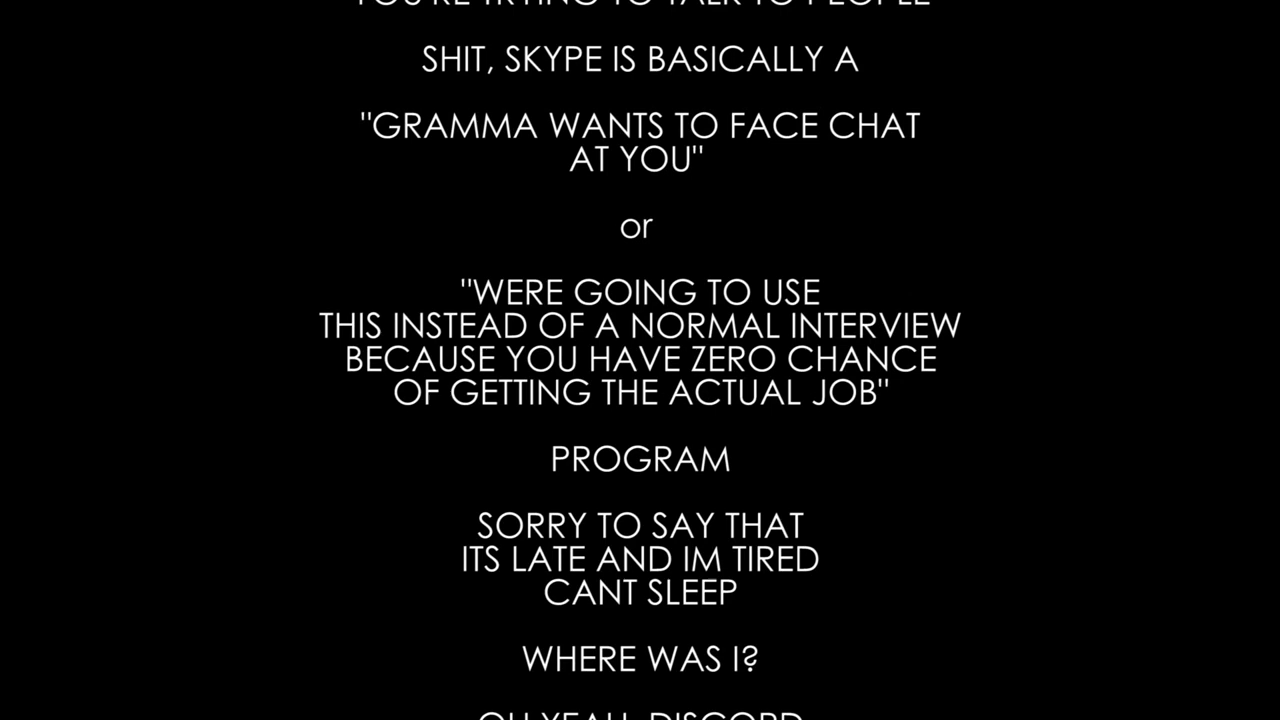 YOU'RE TRYING TO TALK TO PEOPLE
SHIT, SKYPE IS BASICALLY A
"GRAMMA WANTS TO FACE CHAT
AT YOU"
or
"WERE GOING TO USE
THIS INSTEAD OF A NORMAL INTERVIEW
BECAUSE YOU HAVE ZERO CHANCE
OF GETTING THE ACTUAL JOB"
PROGRAM
SORRY TO SAY THAT
ITS LATE AND IM TIRED
CANT SLEEP
WHERE WAS I?
OH YEAH, DISCORD